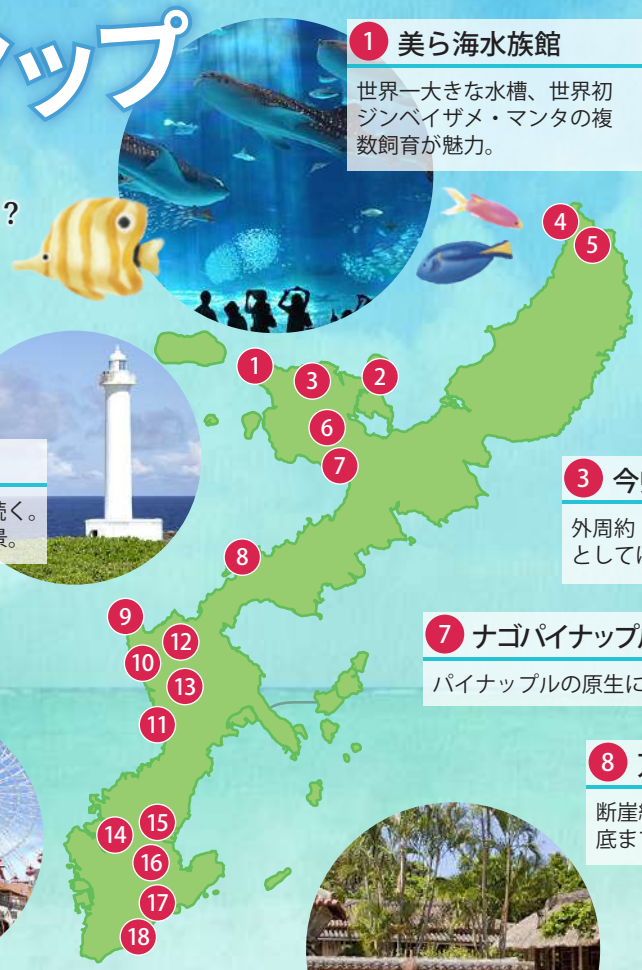 ップ
1 美ら海水族館
世界一大きな水槽、世界初
ジンベイザメ・マンタの複
数飼育が魅力。
?
4
5
1
3
2
6
7
続く。
景。
3 今
外周約
として
8
7 ナゴパイナップル
パイナップルの原生に
9
12
10
13
11
8
断崖
底ま
15
14
16
17
18